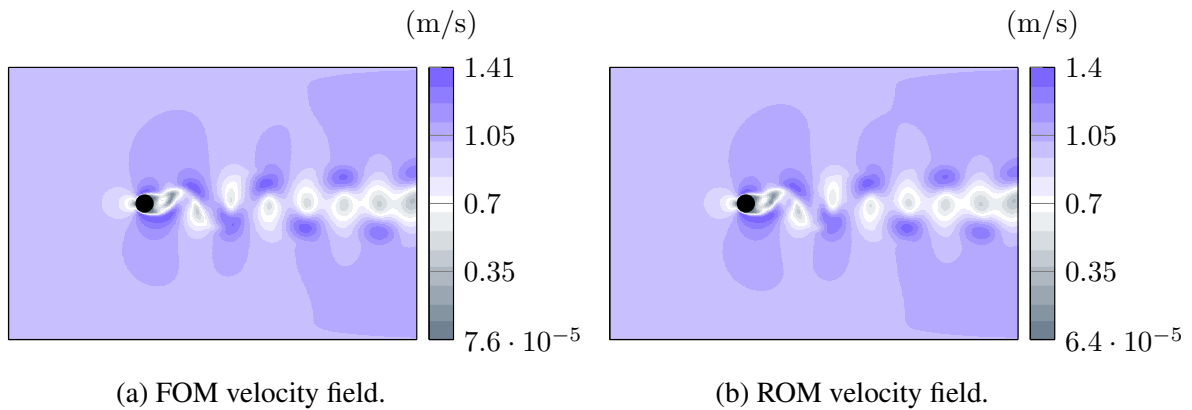 (m/s)
1.41
1.05
0.7
0.35
7.6 · 10⁻⁵
(a) FOM velocity field.
(m/s)
1.4
1.05
0.7
0.35
6.4 · 10⁻⁵
(b) ROM velocity field.